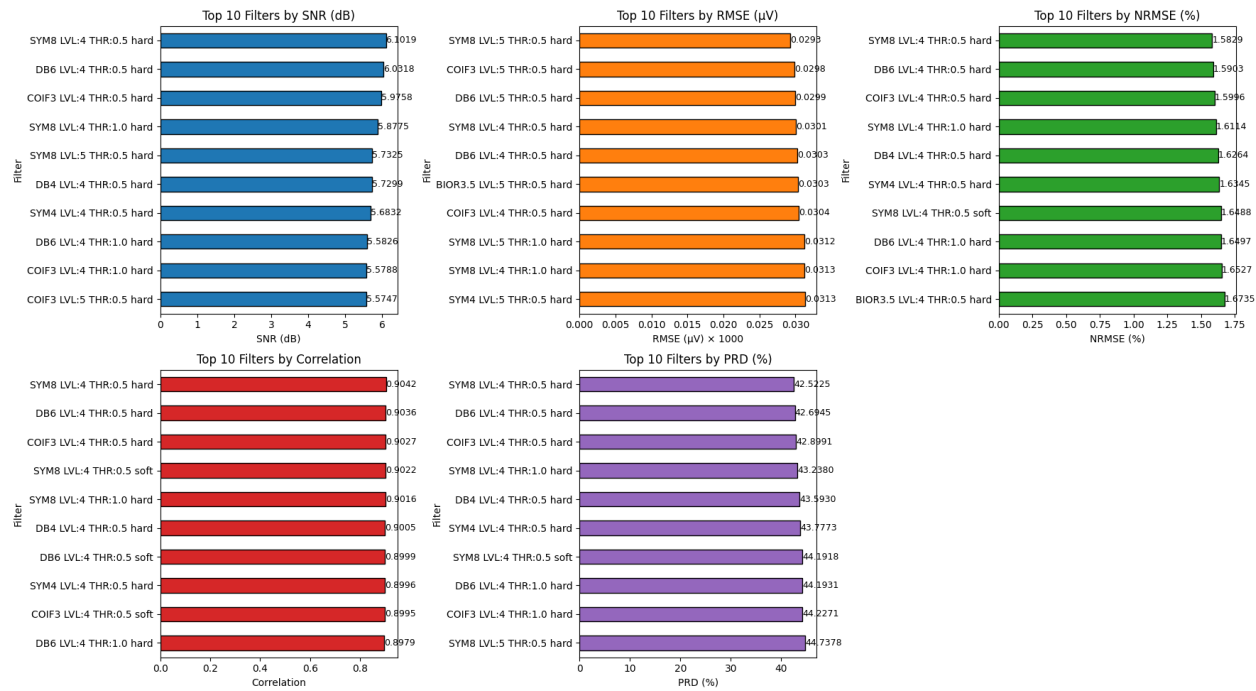 Top 10 Filters by SNR (dB)
Filter
SYM8 LVL:4 THR:0.5 hard 6.1019
DB6 LVL:4 THR:0.5 hard 6.0318
COIF3 LVL:4 THR:0.5 hard 5.9758
SYM8 LVL:4 THR:1.0 hard 5.8775
SYM8 LVL:5 THR:0.5 hard 5.7325
DB4 LVL:4 THR:0.5 hard 5.7299
SYM4 LVL:4 THR:0.5 hard 5.6832
DB6 LVL:4 THR:1.0 hard 5.5826
COIF3 LVL:4 THR:1.0 hard 5.5788
COIF3 LVL:5 THR:0.5 hard 5.5747
0 1 2 3 4 5 6
SNR (dB)
Top 10 Filters by RMSE (μV)
Filter
SYM8 LVL:5 THR:0.5 hard 0.0293
COIF3 LVL:5 THR:0.5 hard 0.0298
DB6 LVL:5 THR:0.5 hard 0.0299
SYM8 LVL:4 THR:0.5 hard 0.0301
DB6 LVL:4 THR:0.5 hard 0.0303
BIOR3.5 LVL:5 THR:0.5 hard 0.0303
COIF3 LVL:4 THR:0.5 hard 0.0304
SYM8 LVL:5 THR:1.0 hard 0.0312
SYM8 LVL:4 THR:1.0 hard 0.0313
SYM4 LVL:5 THR:0.5 hard 0.0313
0.000 0.005 0.010 0.015 0.020 0.025 0.030
RMSE (μV) × 1000
Top 10 Filters by NRMSE (%)
Filter
SYM8 LVL:4 THR:0.5 hard 1.5829
DB6 LVL:4 THR:0.5 hard 1.5903
COIF3 LVL:4 THR:0.5 hard 1.5996
SYM8 LVL:4 THR:1.0 hard 1.6114
DB4 LVL:4 THR:0.5 hard 1.6264
SYM4 LVL:4 THR:0.5 hard 1.6345
SYM8 LVL:4 THR:0.5 soft 1.6488
DB6 LVL:4 THR:1.0 hard 1.6497
COIF3 LVL:4 THR:1.0 hard 1.6527
BIOR3.5 LVL:4 THR:0.5 hard 1.6735
0.00 0.25 0.50 0.75 1.00 1.25 1.50 1.75
NRMSE (%)
Top 10 Filters by Correlation
Filter
SYM8 LVL:4 THR:0.5 hard 0.9042
DB6 LVL:4 THR:0.5 hard 0.9036
COIF3 LVL:4 THR:0.5 hard 0.9027
SYM8 LVL:4 THR:0.5 soft 0.9022
SYM8 LVL:4 THR:1.0 hard 0.9016
DB4 LVL:4 THR:0.5 hard 0.9005
DB6 LVL:4 THR:0.5 soft 0.8999
SYM4 LVL:4 THR:0.5 hard 0.8996
COIF3 LVL:4 THR:0.5 soft 0.8995
DB6 LVL:4 THR:1.0 hard 0.8979
0.0 0.2 0.4 0.6 0.8
Correlation
Top 10 Filters by PRD (%)
Filter
SYM8 LVL:4 THR:0.5 hard 42.5225
DB6 LVL:4 THR:0.5 hard 42.6945
COIF3 LVL:4 THR:0.5 hard 42.8991
SYM8 LVL:4 THR:1.0 hard 43.2380
DB4 LVL:4 THR:0.5 hard 43.5930
SYM4 LVL:4 THR:0.5 hard 43.7773
SYM8 LVL:4 THR:0.5 soft 44.1918
DB6 LVL:4 THR:1.0 hard 44.1931
COIF3 LVL:4 THR:1.0 hard 44.2271
SYM8 LVL:5 THR:0.5 hard 44.7378
0 10 20 30 40
PRD (%)